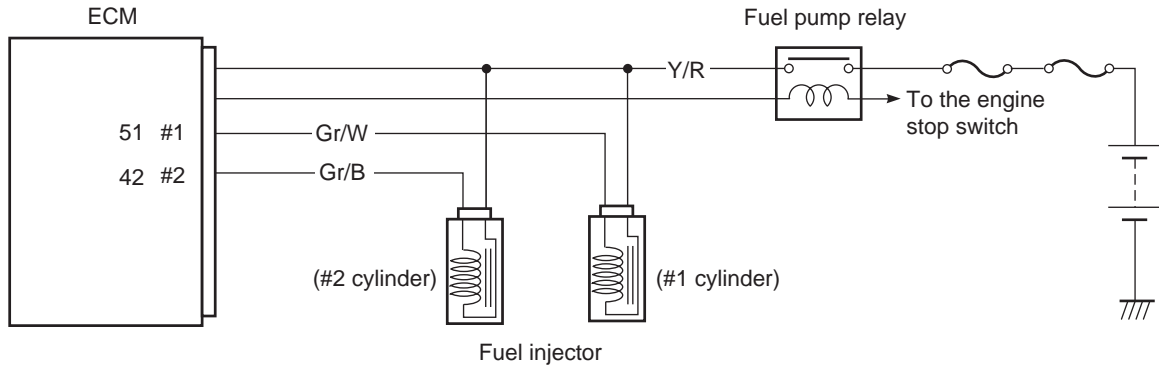 ECM
Fuel pump relay
Y/R
To the engine
stop switch
51 #1
Gr/W
42 #2
Gr/B
(#2 cylinder)
(#1 cylinder)
Fuel injector